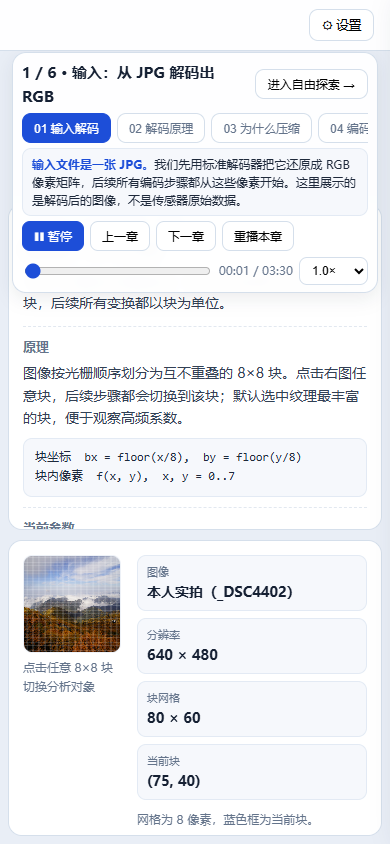 ⚙ 设置
1 / 6 • 输入：从 JPG 解码出
RGB
进入自由探索 →
01 输入解码
02 解码原理
03 为什么压缩
04 编码
输入文件是一张 JPG。我们先用标准解码器把它还原成 RGB
像素矩阵，后续所有编码步骤都从这些像素开始。这里展示的
是解码后的图像，不是传感器原始数据。
暂停
上一章
下一章
重播本章
00:01 / 03:30
1.0×
块，后续所有变换都以块为单位。
原理
图像按光栅顺序划分为互不重叠的 8×8 块。点击右图任
意块，后续步骤都会切换到该块；默认选中纹理最丰富
的块，便于观察高频系数。
块坐标 bx = floor(x/8), by = floor(y/8)
块内像素 f(x, y), x, y = 0..7
当前参数
点击任意 8×8 块
切换分析对象
图像
本人实拍（_DSC4402）
分辨率
640 × 480
块网格
80 × 60
当前块
(75, 40)
网格为 8 像素，蓝色框为当前块。